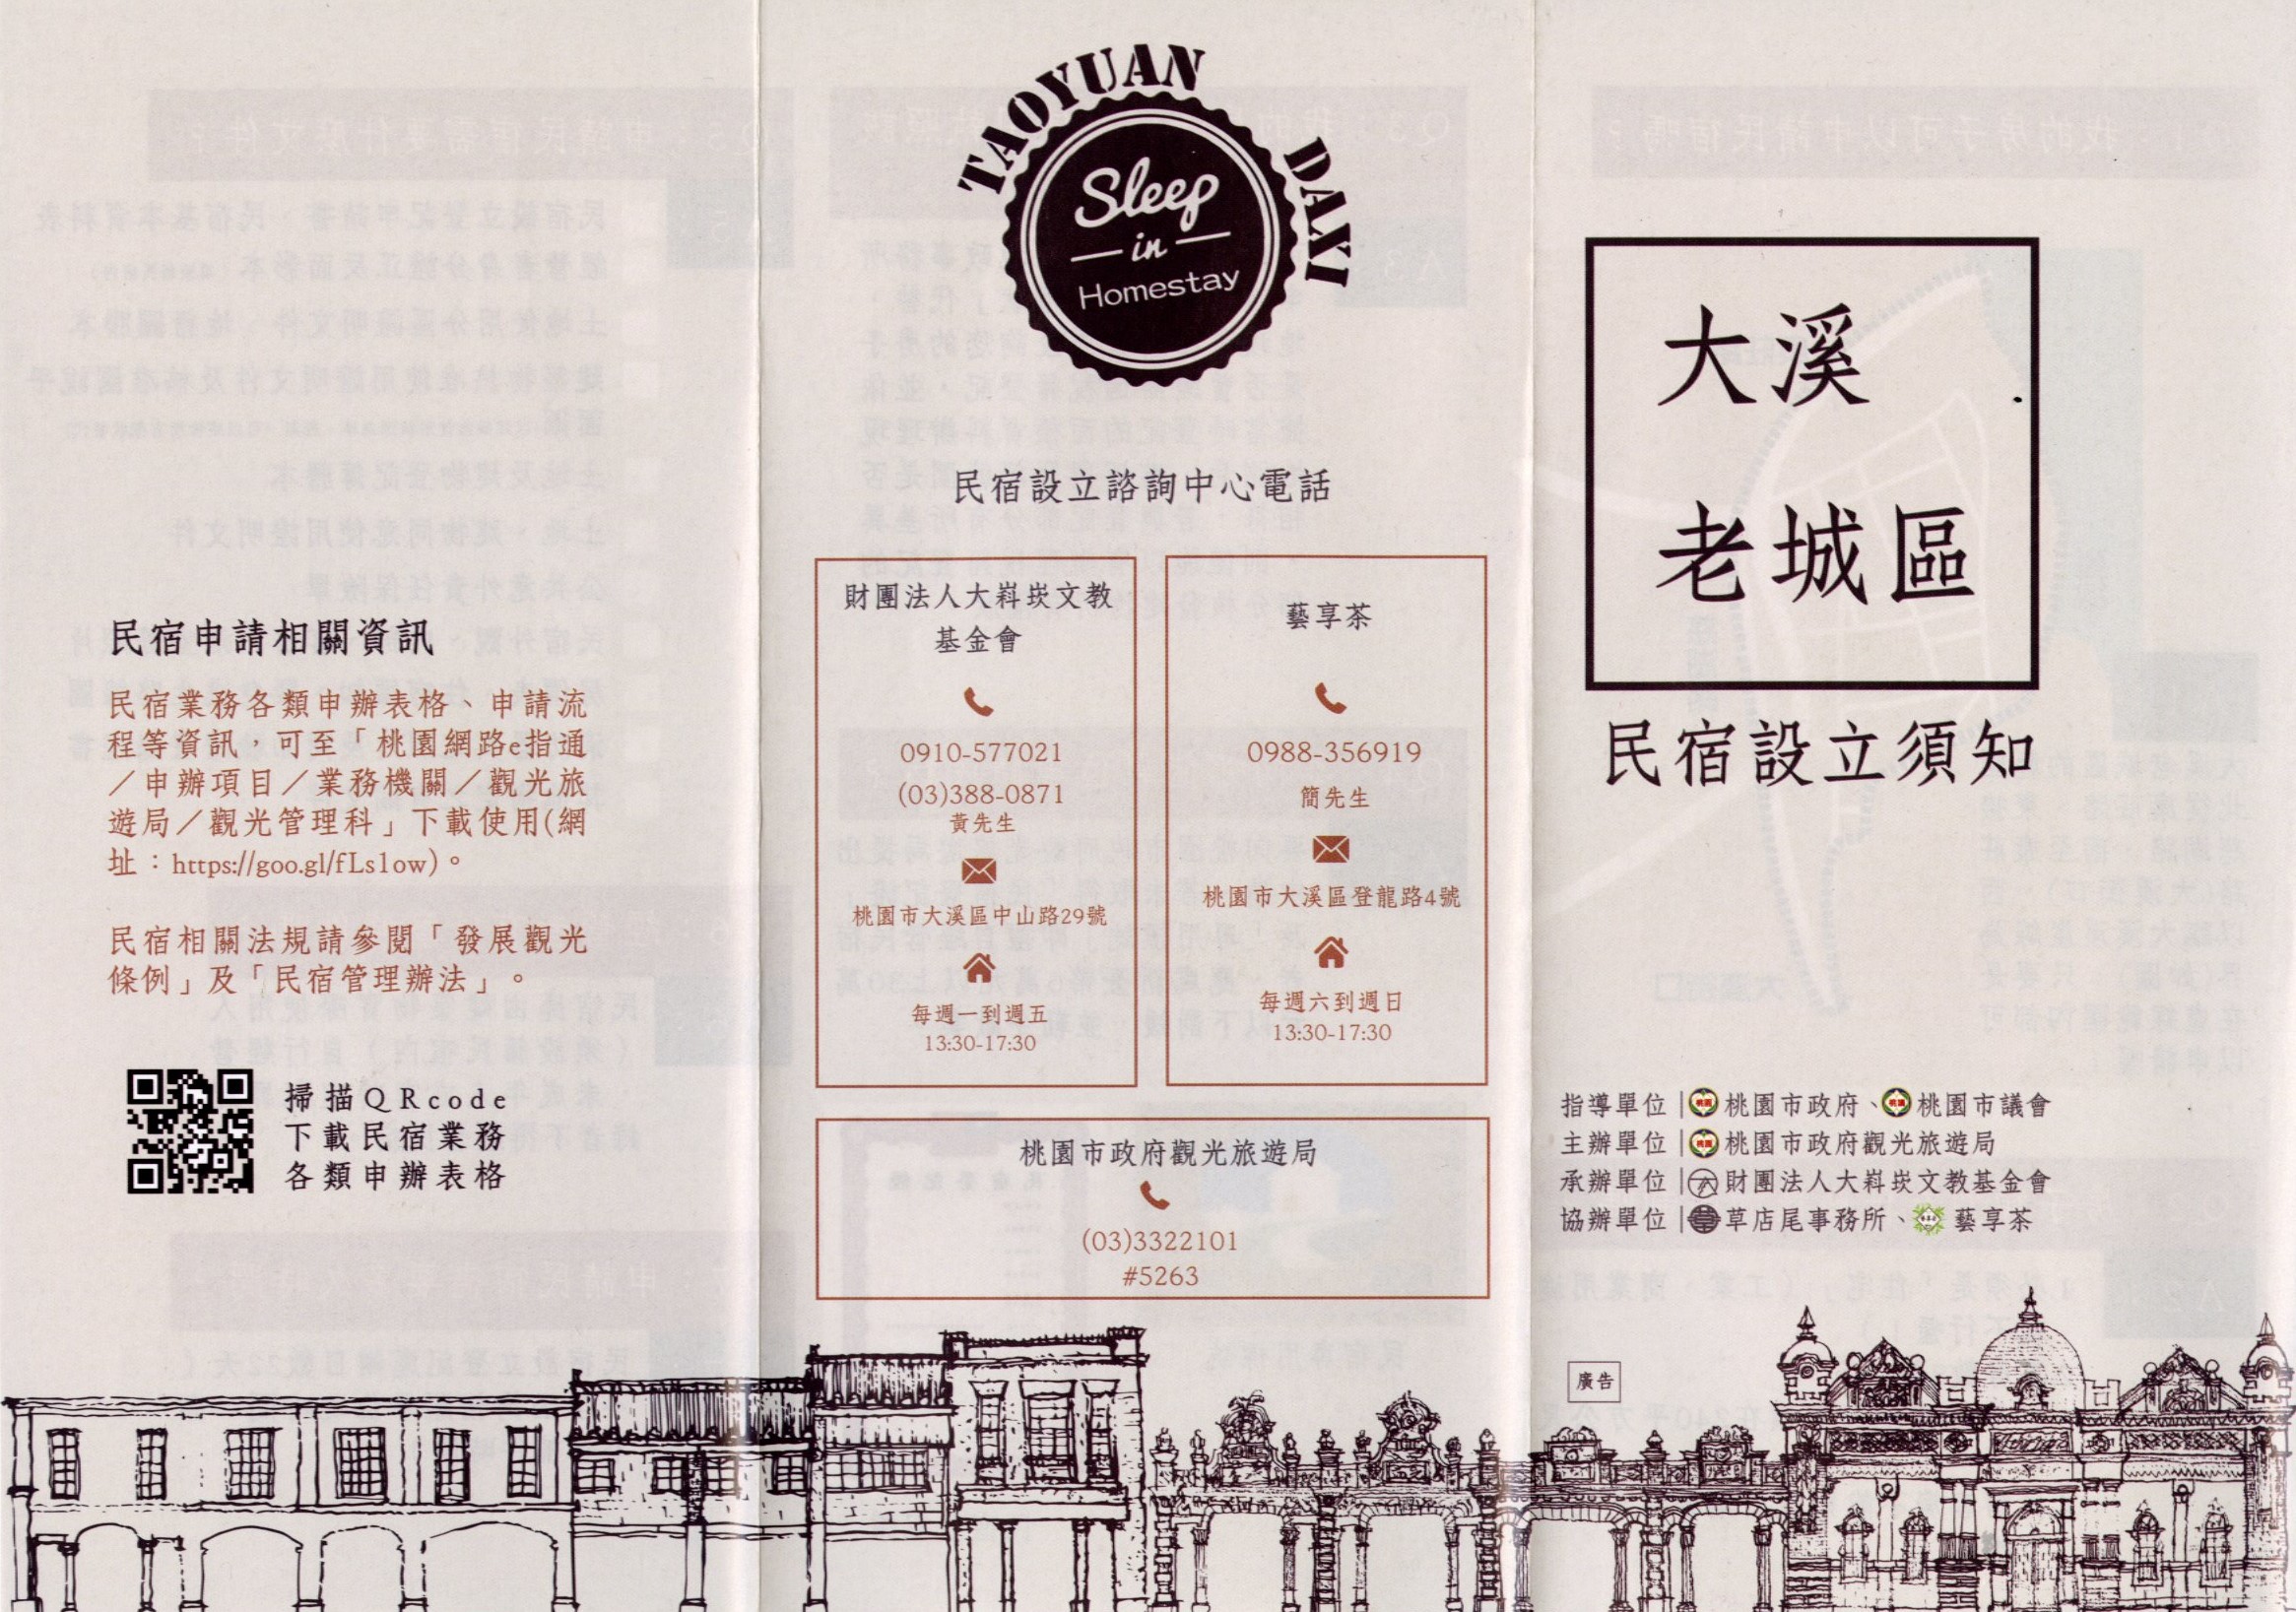 民宿申請相關資訊
民宿業務各類申辦表格、申請流
程等資訊，可至「桃園網路e指通
／申辦項目／業務機關／觀光旅
遊局／觀光管理科」下載使用(網
址：https://goo.gl/fLs1ow)。
民宿相關法規請參閱「發展觀光
條例」及「民宿管理辦法」。
掃描QRcode
下載民宿業務
各類申辦表格
TAOYUAN DAXI
Sleep
in
Homestay
民宿設立諮詢中心電話
財團法人大嵙崁文教
基金會
0910-577021
(03)388-0871
黃先生
桃園市大溪區中山路29號
每週一到週五
13:30-17:30
藝享茶
0988-356919
簡先生
桃園市大溪區登龍路4號
每週六到週日
13:30-17:30
桃園市政府觀光旅遊局
(03)3322101
#5263
大溪
老城區
民宿設立須知
指導單位|桃園市政府、桃園市議會
主辦單位|桃園市政府觀光旅遊局
承辦單位|財團法人大嵙崁文教基金會
協辦單位|草店尾事務所、藝享茶
廣告